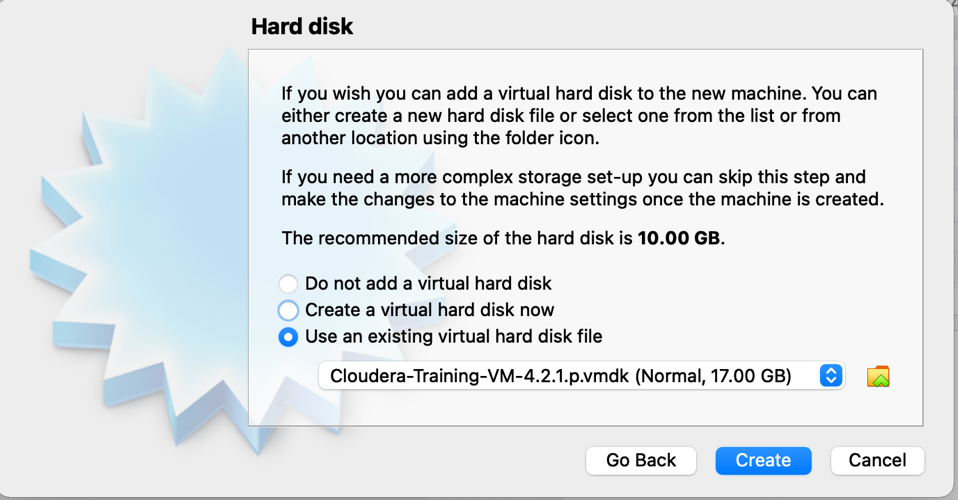 Hard disk
If you wish you can add a virtual hard disk to the new machine. You can
either create a new hard disk file or select one from the list or from
another location using the folder icon.
If you need a more complex storage set-up you can skip this step and
make the changes to the machine settings once the machine is created.
The recommended size of the hard disk is 10.00 GB.
Do not add a virtual hard disk
Create a virtual hard disk now
Use an existing virtual hard disk file
Cloudera-Training-VM-4.2.1.p.vmdk (Normal, 17.00 GB)
Go Back
Create
Cancel